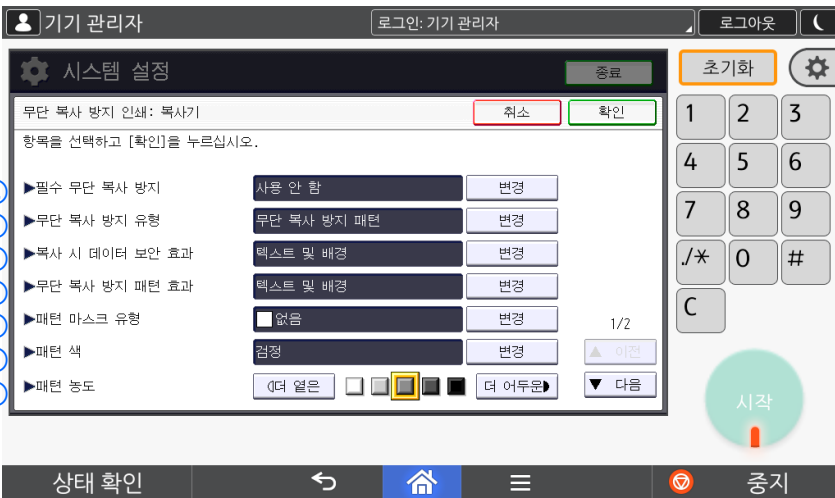 기기 관리자 로그인: 기기 관리자 로그아웃
시스템 설정 종료 초기화
무단 복사 방지 인쇄: 복사기 취소 확인
항목을 선택하고 [확인]을 누르십시오.
▶필수 무단 복사 방지 사용 안 함 변경
▶무단 복사 방지 유형 무단 복사 방지 패턴 변경
▶복사 시 데이터 보안 효과 텍스트 및 배경 변경
▶무단 복사 방지 패턴 효과 텍스트 및 배경 변경
▶패턴 마스크 유형 없음 변경 1/2
▶패턴 색 검정 변경 ▲ 이전
▶패턴 농도 더 옅은 더 어두운 ▼ 다음
1 2 3
4 5 6
7 8 9
./* 0 #
C
시작
상태 확인 중지